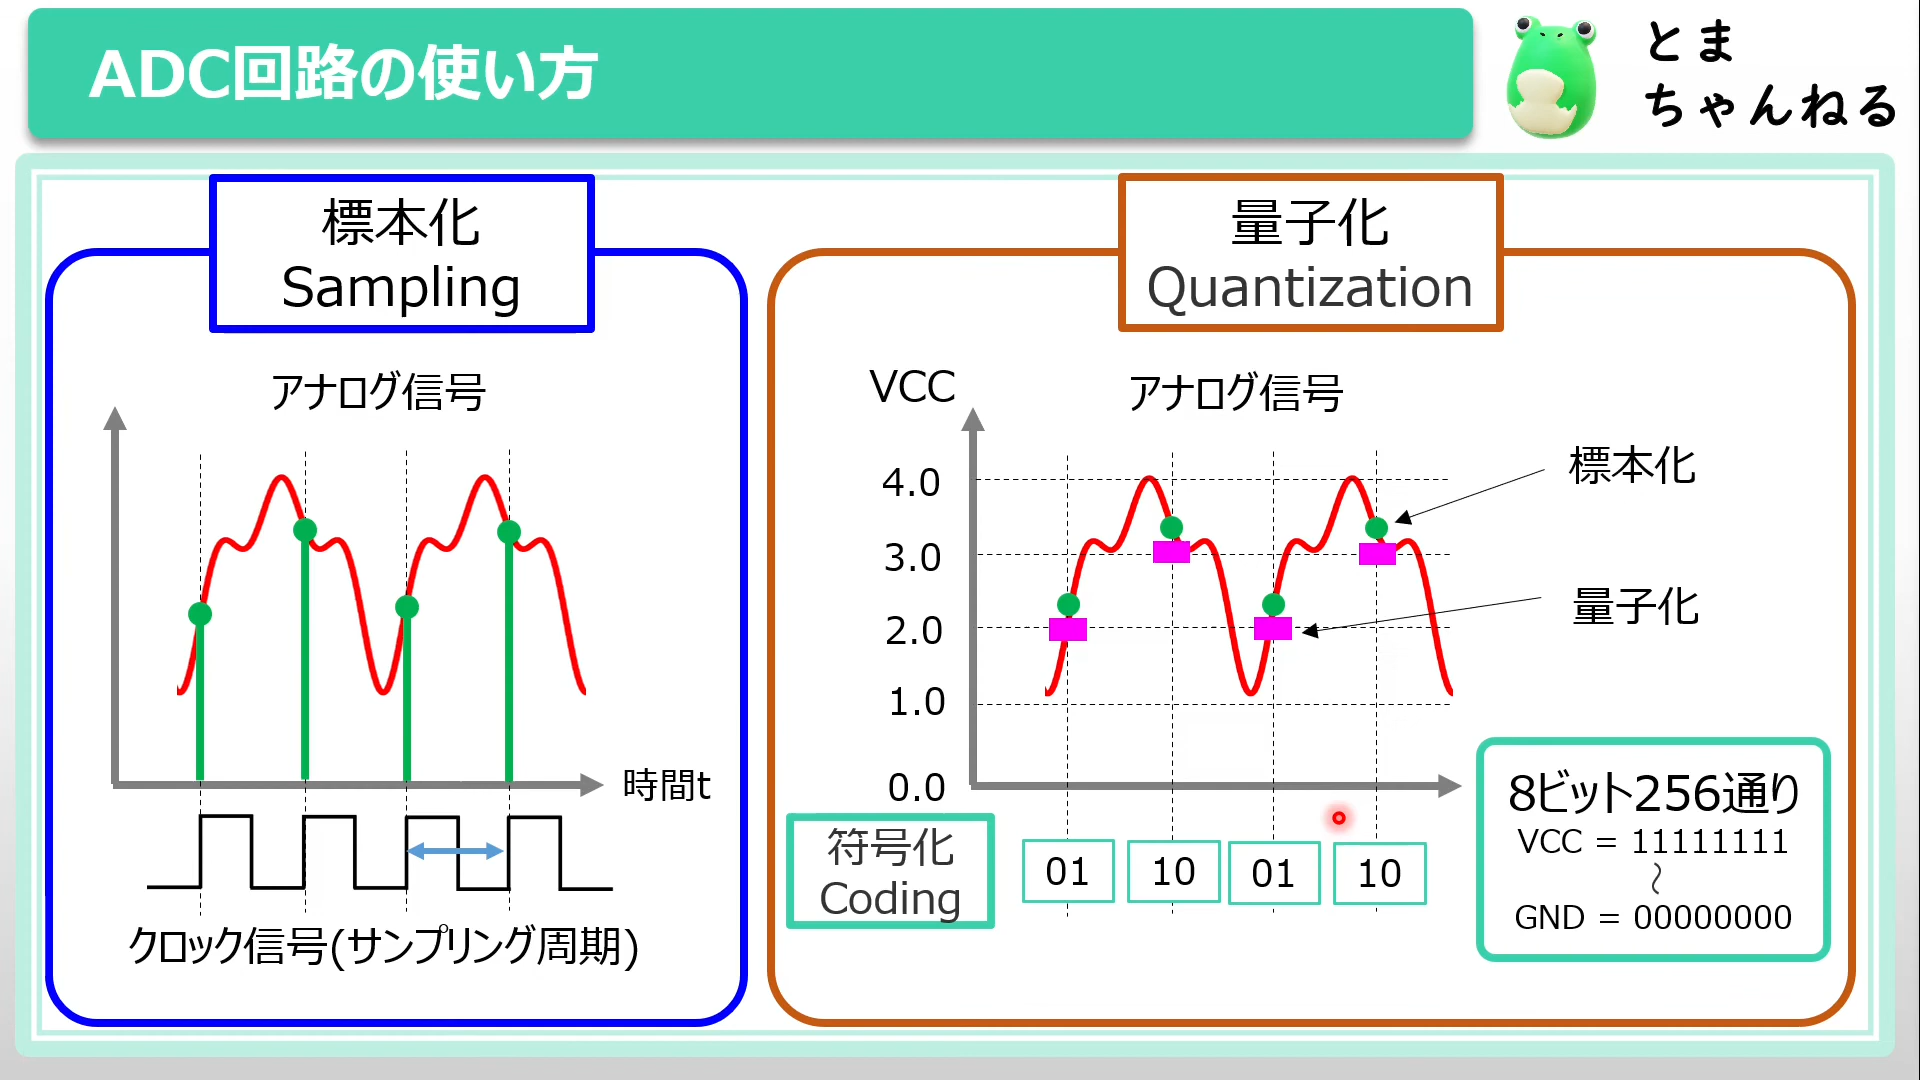 ADC回路の使い方
とま
ちゃんねる
標本化
Sampling
アナログ信号
時間t
クロック信号(サンプリング周期)
量子化
Quantization
VCC
アナログ信号
4.0
3.0
2.0
1.0
0.0
標本化
量子化
符号化
Coding
01
10
01
10
8ビット256通り
VCC = 11111111
～
GND = 00000000